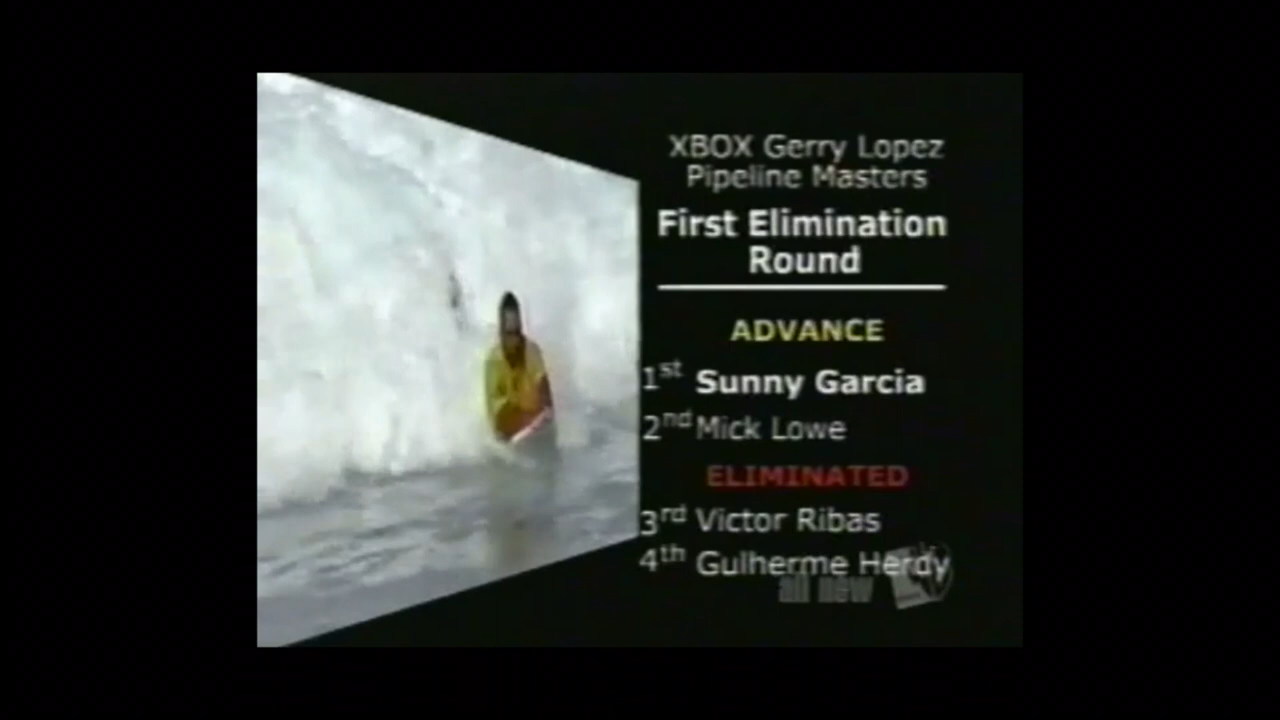 XBOX Gerry Lopez
Pipeline Masters
First Elimination
Round
ADVANCE
1st Sunny Garcia
2nd Mick Lowe
ELIMINATED
3rd Victor Ribas
4th Gulherme Herdy
all new